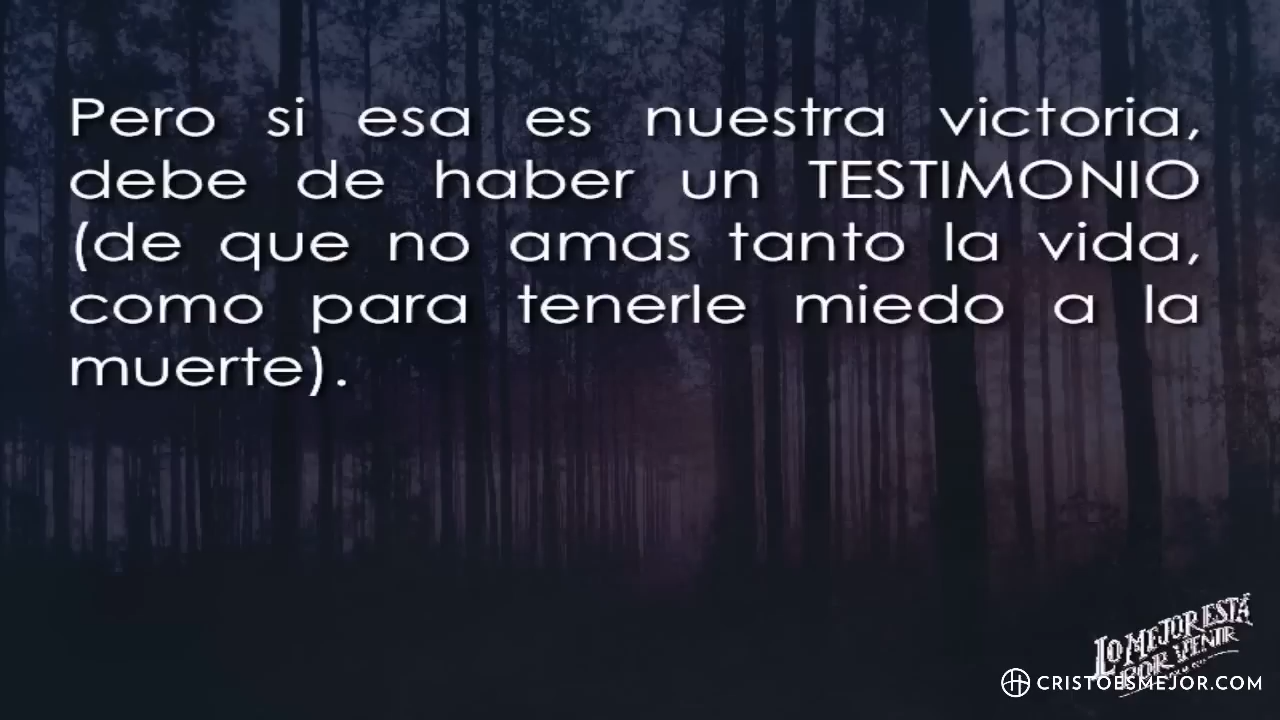 Pero si esa es nuestra victoria,
debe de haber un TESTIMONIO
(de que no amas tanto la vida,
como para tenerle miedo a la
muerte).
LO MEJOR ESTÁ
POR VENIR
CRISTOESMEJOR.COM